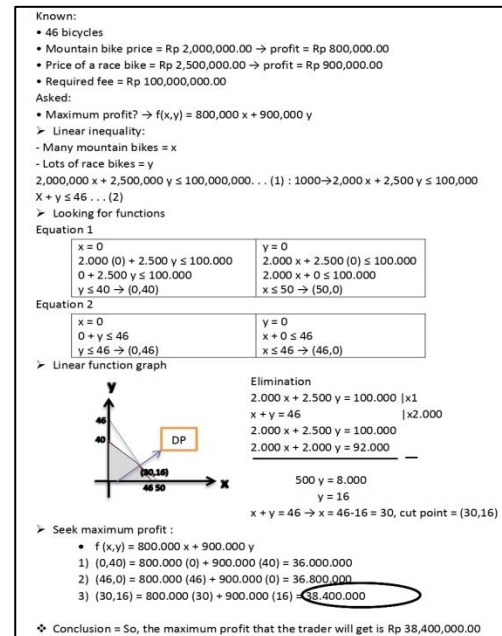 Known:
• 46 bicycles
• Mountain bike price = Rp 2,000,000.00 → profit = Rp 800,000.00
• Price of a race bike = Rp 2,500,000.00 → profit = Rp 900,000.00
• Required fee = Rp 100,000,000.00
Asked:
• Maximum profit? → f(x,y) = 800,000 x + 900,000 y
➢ Linear inequality:
- Many mountain bikes = x
- Lots of race bikes = y
2,000,000 x + 2,500,000 y ≤ 100,000,000. . . (1) : 1000→2,000 x + 2,500 y ≤ 100,000
X + y ≤ 46 . . . (2)
➢ Looking for functions
Equation 1
x = 0
2.000 (0) + 2.500 y ≤ 100.000
0 + 2.500 y ≤ 100.000
y ≤ 40 → (0,40)
y = 0
2.000 x + 2.500 (0) ≤ 100.000
2.000 x + 0 ≤ 100.000
x ≤ 50 → (50,0)
Equation 2
x = 0
0 + y ≤ 46
y ≤ 46 → (0,46)
y = 0
x + 0 ≤ 46
x ≤ 46 → (46,0)
➢ Linear function graph
y
46
40
DP
(30,16)
46 50
x
Elimination
2.000 x + 2.500 y = 100.000 |x1
x + y = 46 |x2.000
2.000 x + 2.500 y = 100.000
2.000 x + 2.000 y = 92.000
500 y = 8.000
y = 16
x + y = 46 → x = 46-16 = 30, cut point = (30,16)
➢ Seek maximum profit :
• f (x,y) = 800.000 x + 900.000 y
1) (0,40) = 800.000 (0) + 900.000 (40) = 36.000.000
2) (46,0) = 800.000 (46) + 900.000 (0) = 36.800.000
3) (30,16) = 800.000 (30) + 900.000 (16) = 38.400.000
❖ Conclusion = So, the maximum profit that the trader will get is Rp 38,400,000.00